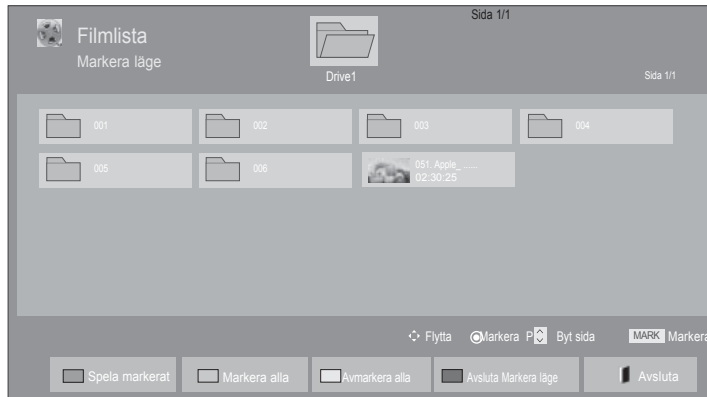 Sida 1/1
Filmlista
Markera läge
Drive1
Sida 1/1
001 002 003 004
005 006 051. Apple_ ......
02:30:25
Flytta Markera P Byt sida MARK Markera
Spela markerat Markera alla Avmarkera alla Avsluta Markera läge Avsluta